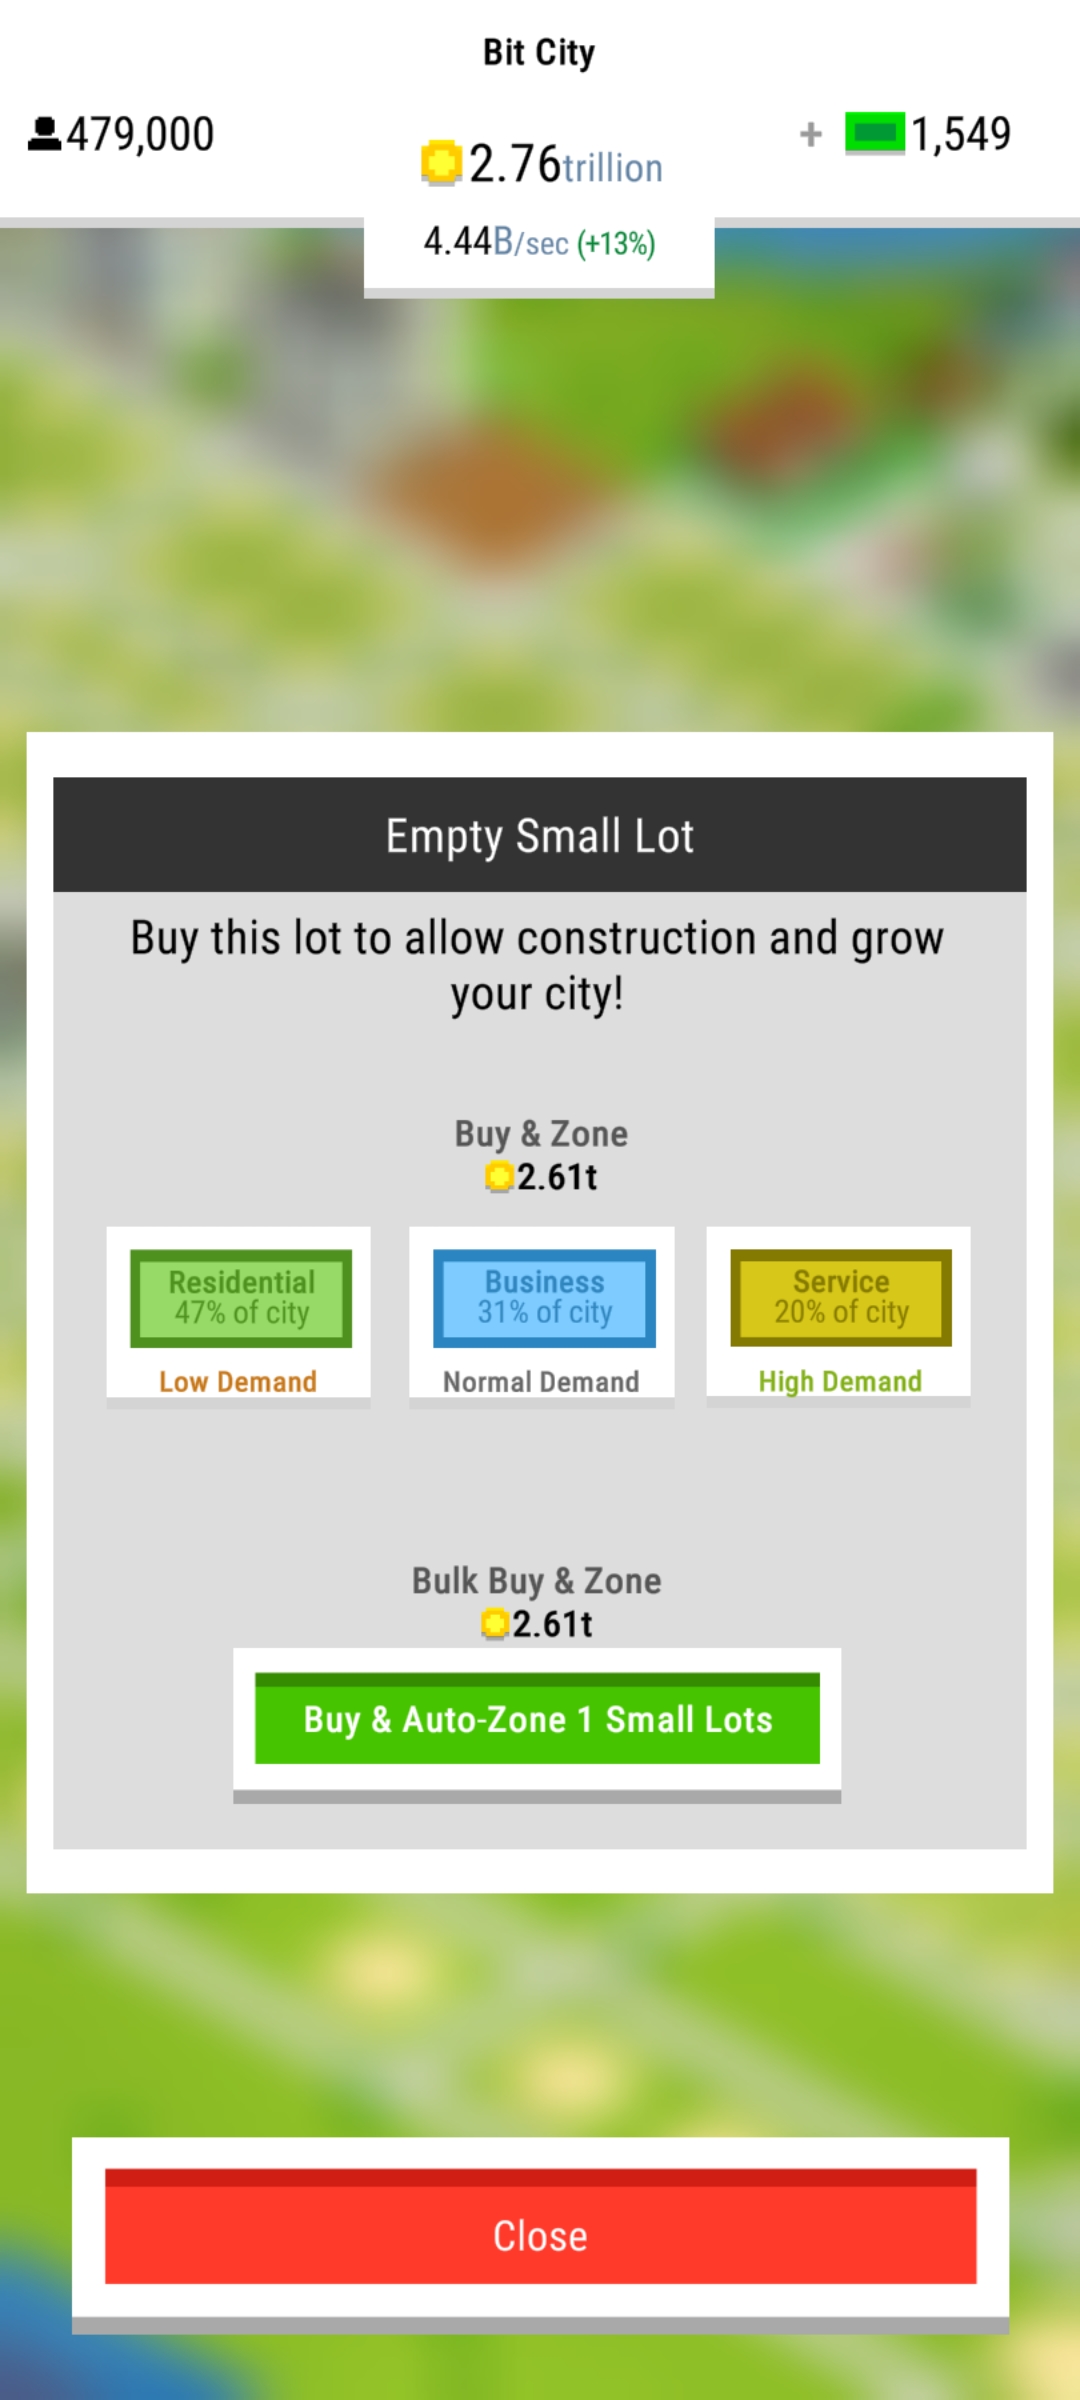 Bit City
479,000
2.76trillion
+ 1,549
4.44B/sec (+13%)
Empty Small Lot
Buy this lot to allow construction and grow
your city!
Buy & Zone
2.61t
Residential
47% of city
Low Demand
Business
31% of city
Normal Demand
Service
20% of city
High Demand
Bulk Buy & Zone
2.61t
Buy & Auto-Zone 1 Small Lots
Close